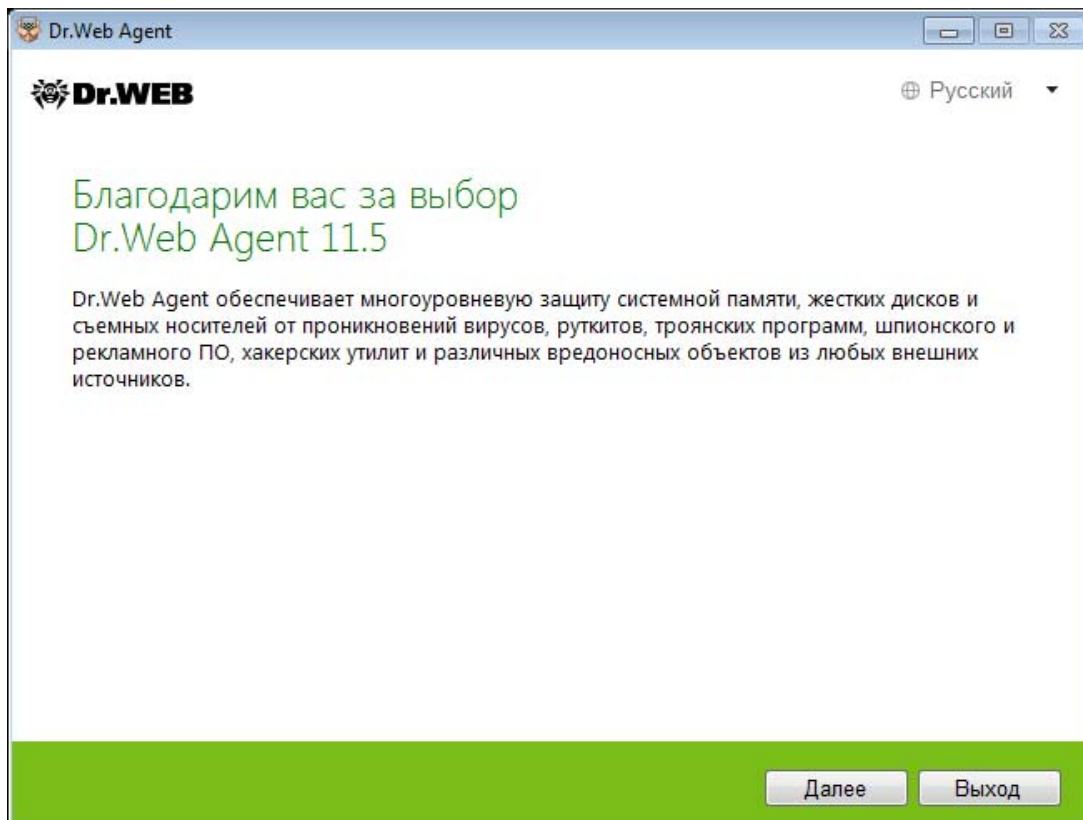 Dr.Web Agent
Dr.WEB
Русский
Благодарим вас за выбор
Dr.Web Agent 11.5
Dr.Web Agent обеспечивает многоуровневую защиту системной памяти, жестких дисков и
съемных носителей от проникновений вирусов, руткитов, троянских программ, шпионского и
рекламного ПО, хакерских утилит и различных вредоносных объектов из любых внешних
источников.
Далее Выход